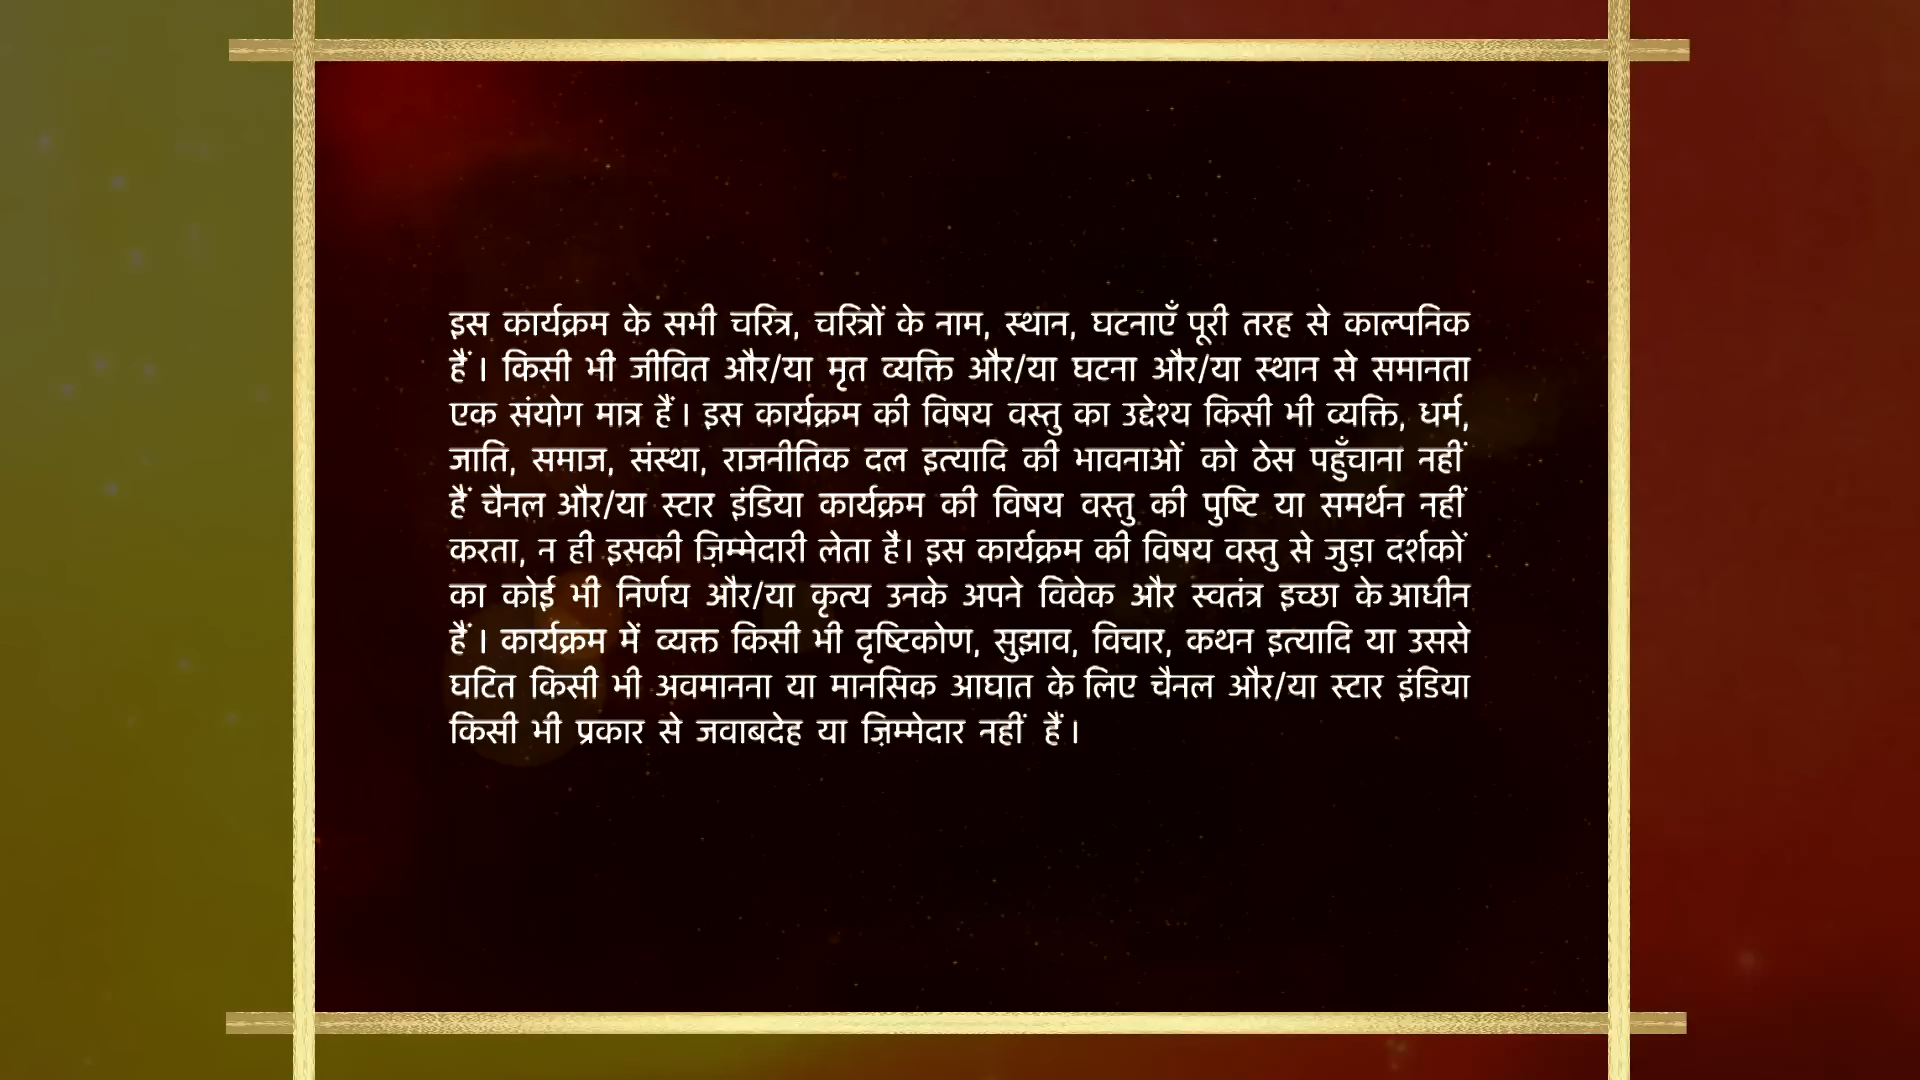 इस कार्यक्रम के सभी चरित्र, चरित्रों के नाम, स्थान, घटनाएँ पूरी तरह से काल्पनिक
हैं । किसी भी जीवित और/या मृत व्यक्ति और/या घटना और/या स्थान से समानता
एक संयोग मात्र हैं । इस कार्यक्रम की विषय वस्तु का उद्देश्य किसी भी व्यक्ति, धर्म,
जाति, समाज, संस्था, राजनीतिक दल इत्यादि की भावनाओं को ठेस पहुँचाना नहीं
हैं चैनल और/या स्टार इंडिया कार्यक्रम की विषय वस्तु की पुष्टि या समर्थन नहीं
करता, न ही इसकी ज़िम्मेदारी लेता है। इस कार्यक्रम की विषय वस्तु से जुड़ा दर्शकों
का कोई भी निर्णय और/या कृत्य उनके अपने विवेक और स्वतंत्र इच्छा के आधीन
हैं । कार्यक्रम में व्यक्त किसी भी दृष्टिकोण, सुझाव, विचार, कथन इत्यादि या उससे
घटित किसी भी अवमानना या मानसिक आघात के लिए चैनल और/या स्टार इंडिया
किसी भी प्रकार से जवाबदेह या ज़िम्मेदार नहीं हैं ।